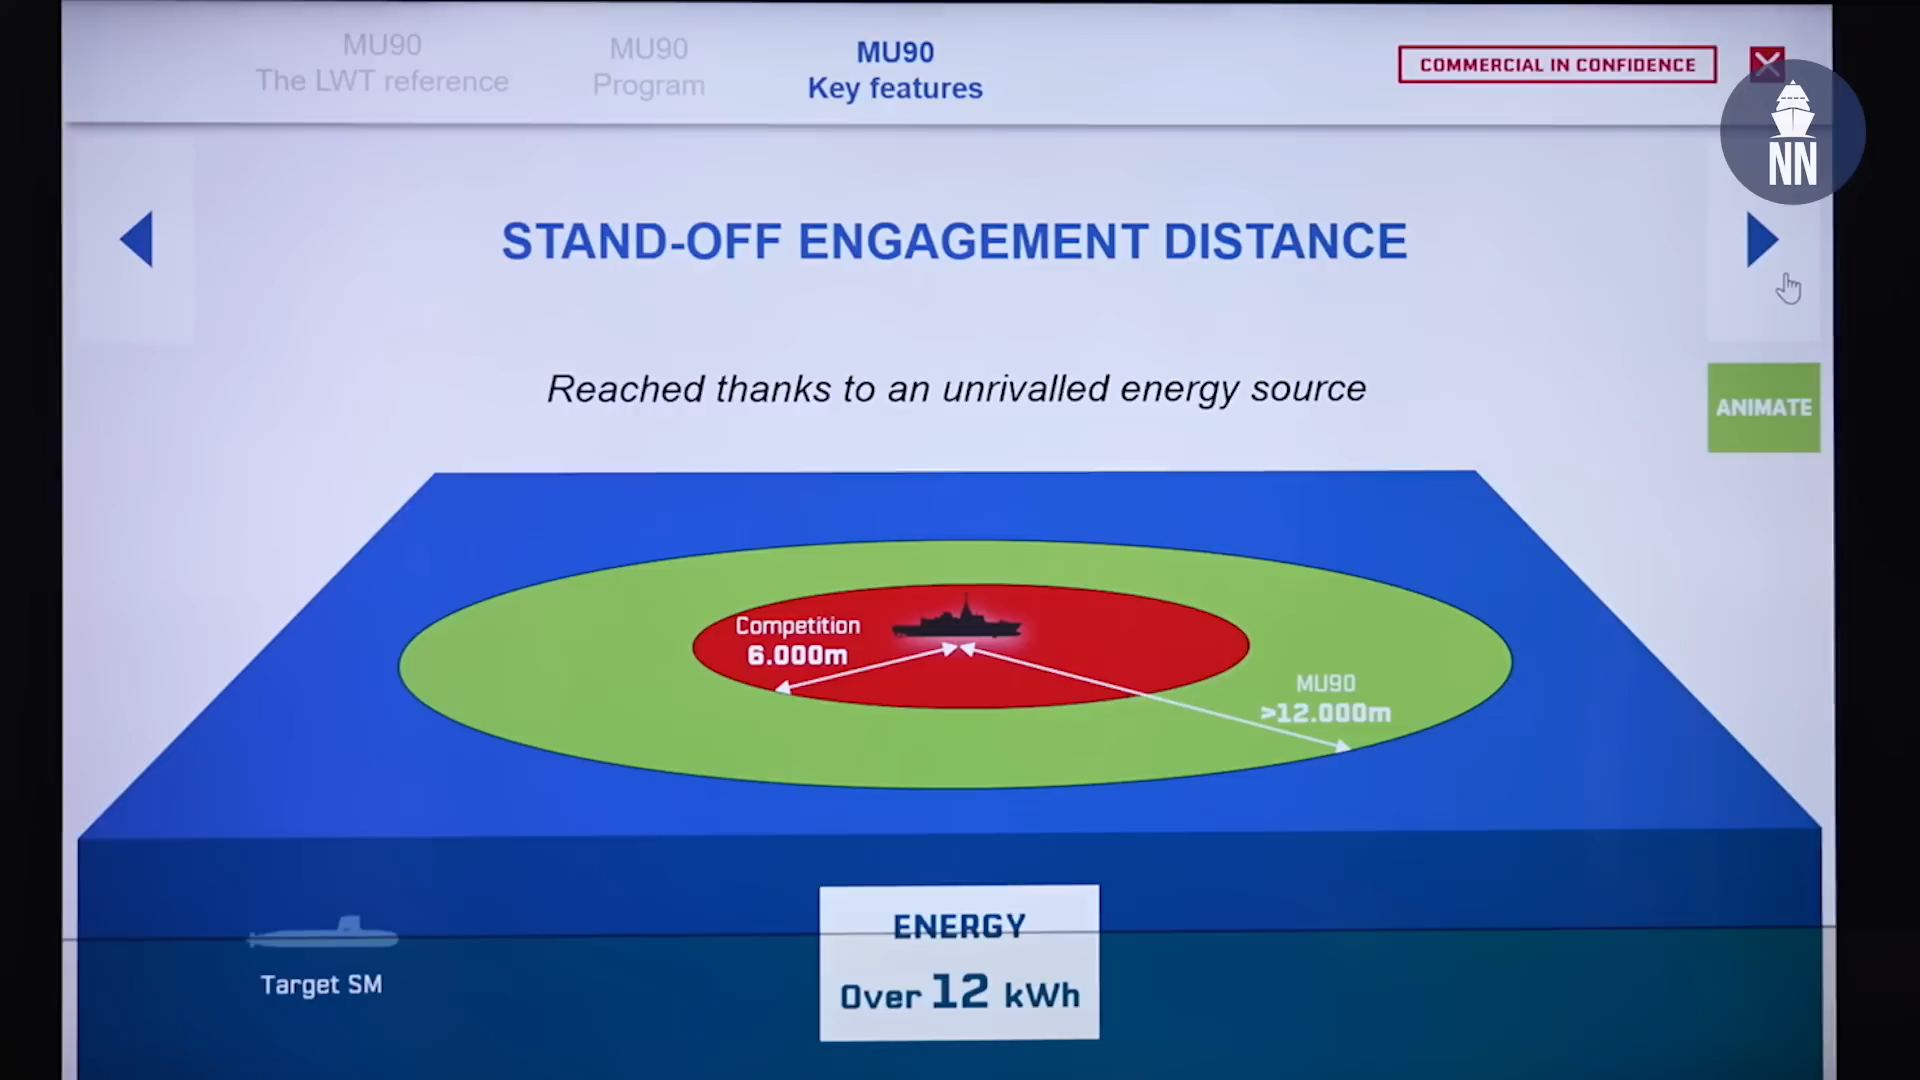 MU90
The LWT reference
MU90
Program
MU90
Key features
COMMERCIAL IN CONFIDENCE
NN
STAND-OFF ENGAGEMENT DISTANCE
Reached thanks to an unrivalled energy source
ANIMATE
Competition
6.000m
MU90
>12.000m
ENERGY
Over 12 kWh
Target SM